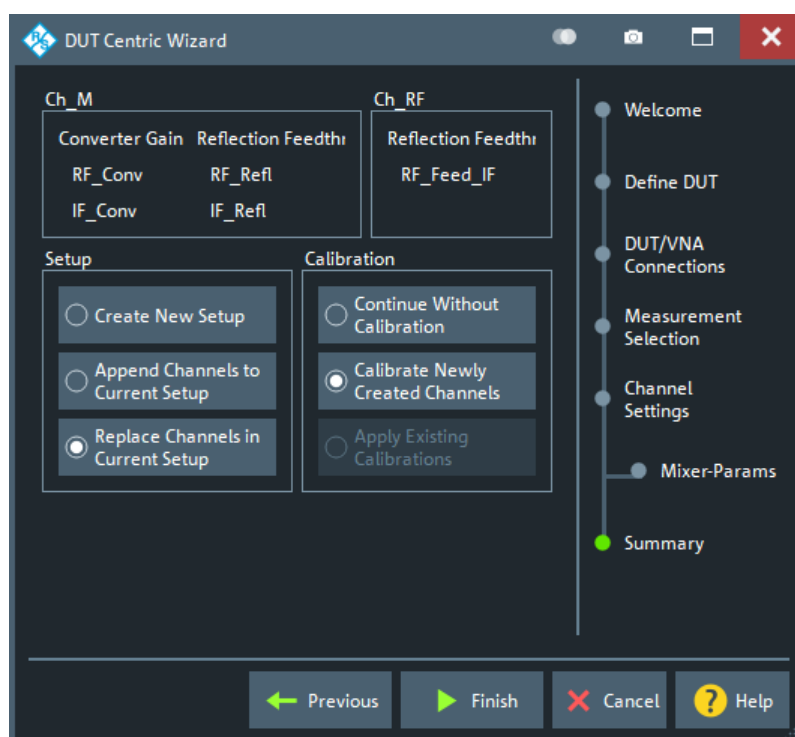 R&S
DUT Centric Wizard
Ch_M
Ch_RF
Converter Gain Reflection Feedthr
Reflection Feedthr
RF_Conv RF_Refl
RF_Feed_IF
IF_Conv IF_Refl
Setup
Calibration
Create New Setup
Append Channels to
Current Setup
Replace Channels in
Current Setup
Continue Without
Calibration
Calibrate Newly
Created Channels
Apply Existing
Calibrations
Welcome
Define DUT
DUT/VNA
Connections
Measurement
Selection
Channel
Settings
Mixer-Params
Summary
Previous
Finish
Cancel
? Help